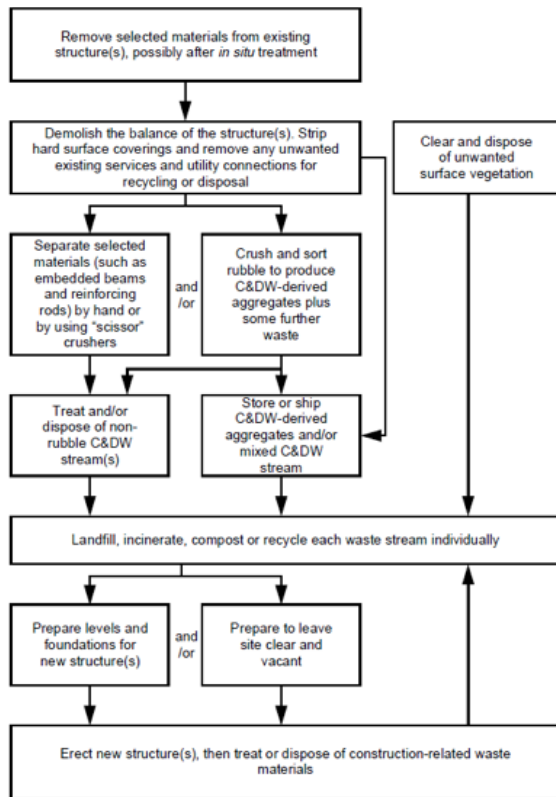 Remove selected materials from existing
structure(s), possibly after in situ treatment
Demolish the balance of the structure(s). Strip
hard surface coverings and remove any unwanted
existing services and utility connections for
recycling or disposal
Clear and dispose
of unwanted
surface vegetation
Separate selected
materials (such as
embedded beams
and reinforcing
rods) by hand or
by using "scissor"
crushers
and
/or
Crush and sort
rubble to produce
C&DW-derived
aggregates plus
some further
waste
Treat and/or
dispose of non-
rubble C&DW
stream(s)
Store or ship
C&DW-derived
aggregates and/or
mixed C&DW
stream
Landfill, incinerate, compost or recycle each waste stream individually
Prepare levels and
foundations for
new structure(s)
and
/or
Prepare to leave
site clear and
vacant
Erect new structure(s), then treat or dispose of construction-related waste
materials